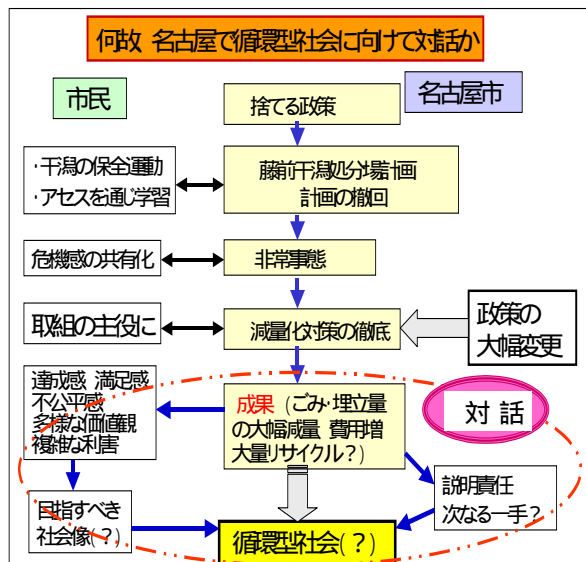 何故 名古屋で循環型社会に向けて対話か
市民
名古屋市
捨てる政策
・干潟の保全運動
・アセスを通じ学習
藤前干潟処分場計画
計画の撤回
危機感の共有化
非常事態
取組の主役に
減量化対策の徹底
政策の
大幅変更
達成感 満足感
不公平感
多様な価値観
複雑な利害
成果 (ごみ・埋立量
の大幅減量 費用増
大量リサイクル?)
対 話
目指すべき
社会像(?)
説明責任
次なる一手?
循環型社会(?)